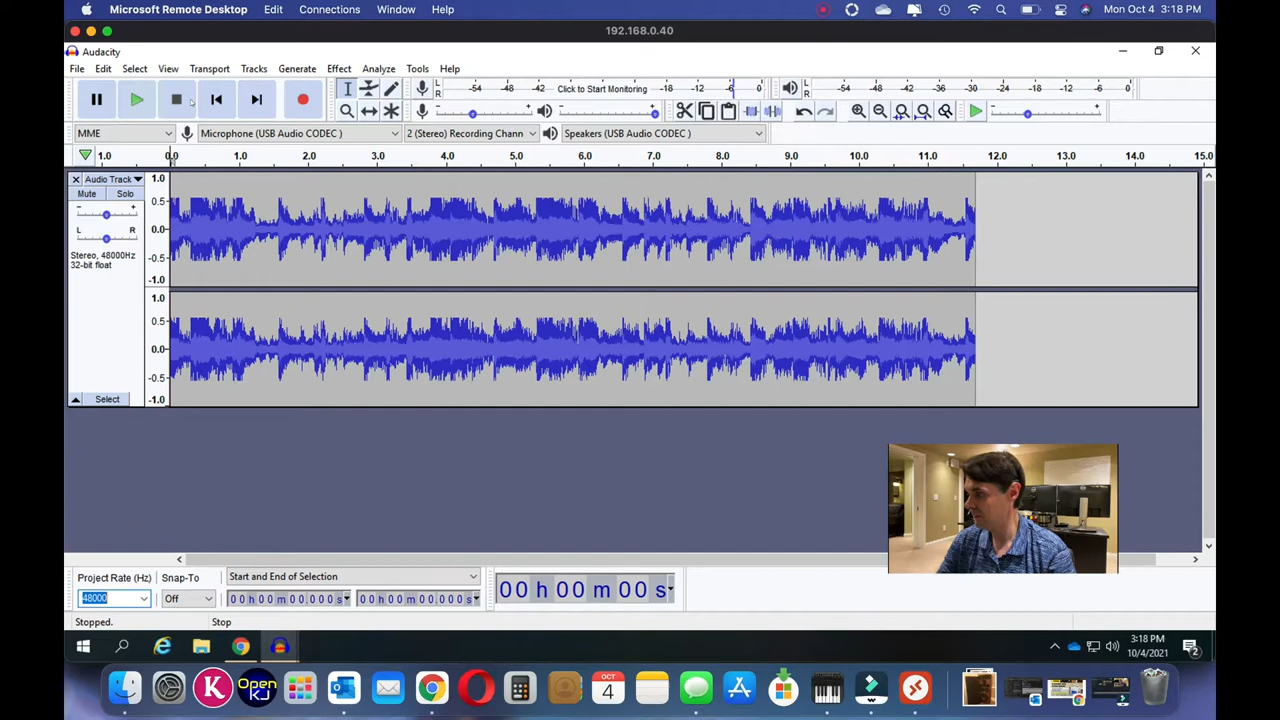 Microsoft Remote Desktop Edit Connections Window Help Mon Oct 4 3:18 PM
192.168.0.40
Audacity
File Edit Select View Transport Tracks Generate Effect Analyze Tools Help
L R -54 -48 -42 Click to Start Monitoring -18 -12 -6 0 L R -54 -48 -42 -36 -30 -24 -18 -12 -6 0
MME Microphone (USB Audio CODEC ) 2 (Stereo) Recording Chann Speakers (USB Audio CODEC )
1.0 0.0 1.0 2.0 3.0 4.0 5.0 6.0 7.0 8.0 9.0 10.0 11.0 12.0 13.0 14.0 15.0
Audio Track 1.0
Mute Solo
0.5
- +
L R 0.0
Stereo, 48000Hz
32-bit float
-0.5
-1.0
1.0
0.5
0.0
-0.5
Select -1.0
Project Rate (Hz) Snap-To Start and End of Selection
48000 Off 00 h 00 m 00.000 s 00 h 00 m 00.000 s 00 h 00 m 00 s
Stopped. Stop
3:18 PM
10/4/2021
2
K Open KJ OCT 4